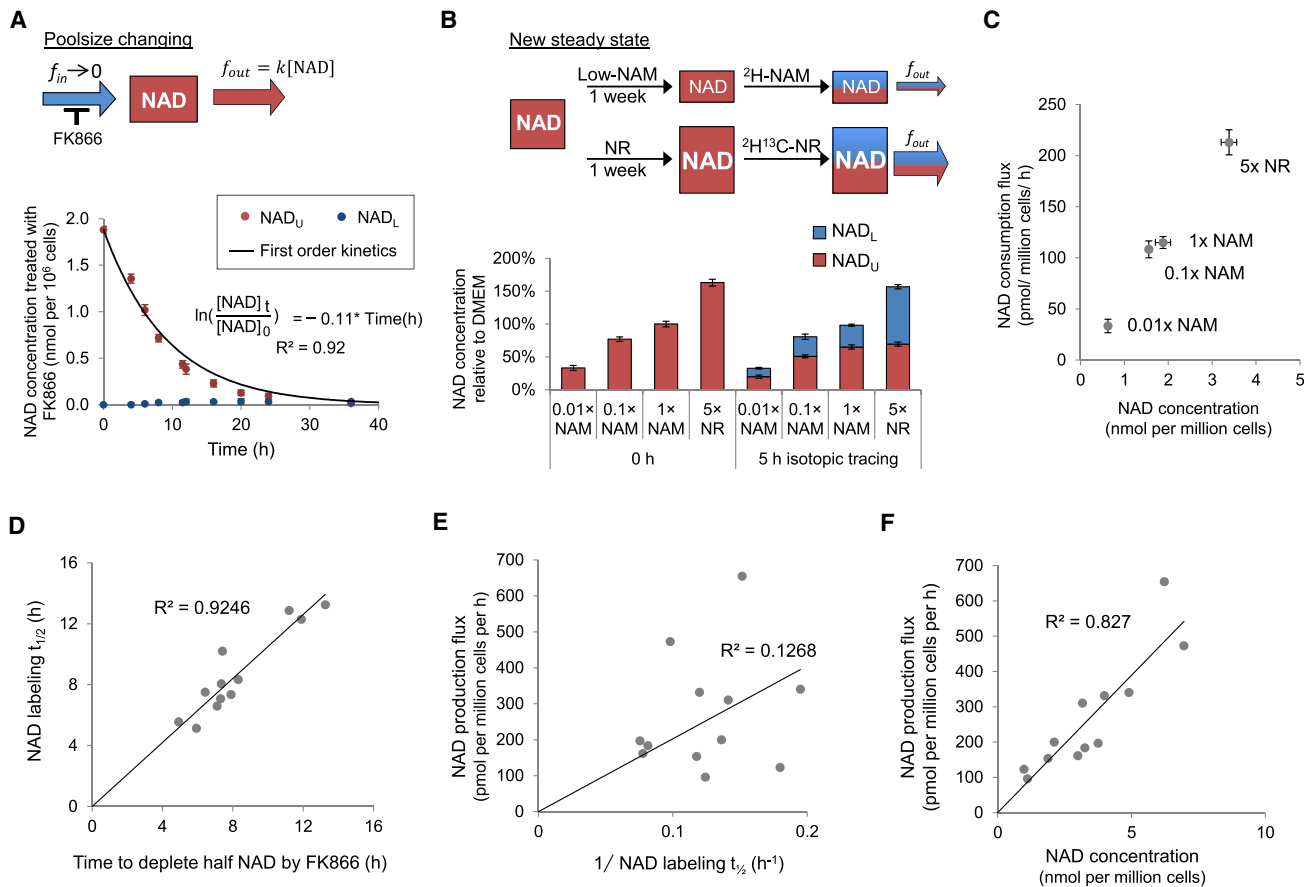 A
Poolsize changing
f_in → 0
f_out = k[NAD]
NAD
FK866
NAD_U
NAD_L
First order kinetics
ln([NAD]t/[NAD]0) = − 0.11* Time(h)
R² = 0.92
NAD concentration treated with
FK866 (nmol per 10⁶ cells)
2.0
1.5
1.0
0.5
0.0
0 10 20 30 40
Time (h)
B
New steady state
NAD
Low-NAM
1 week
NAD
²H-NAM
NAD
f_out
NR
1 week
NAD
²H¹³C-NR
NAD
f_out
NAD_L
NAD_U
NAD concentration
relative to DMEM
200%
150%
100%
50%
0%
0.01× 0.1× 1× 5× 0.01× 0.1× 1× 5×
NAM NAM NAM NR NAM NAM NAM NR
0 h 5 h isotopic tracing
C
NAD consumption flux
(pmol/ million cells/ h)
250
200
150
100
50
0
5x NR
1x NAM
0.1x NAM
0.01x NAM
0 1 2 3 4 5
NAD concentration
(nmol per million cells)
D
NAD labeling t1/2 (h)
16
12
8
4
0
R² = 0.9246
0 4 8 12 16
Time to deplete half NAD by FK866 (h)
E
NAD production flux
(pmol per million cells per h)
700
600
500
400
300
200
100
0
R² = 0.1268
0 0.1 0.2
1/ NAD labeling t½ (h⁻¹)
F
NAD production flux
(pmol per million cells per h)
700
600
500
400
300
200
100
0
R² = 0.827
0 5 10
NAD concentration
(nmol per million cells)